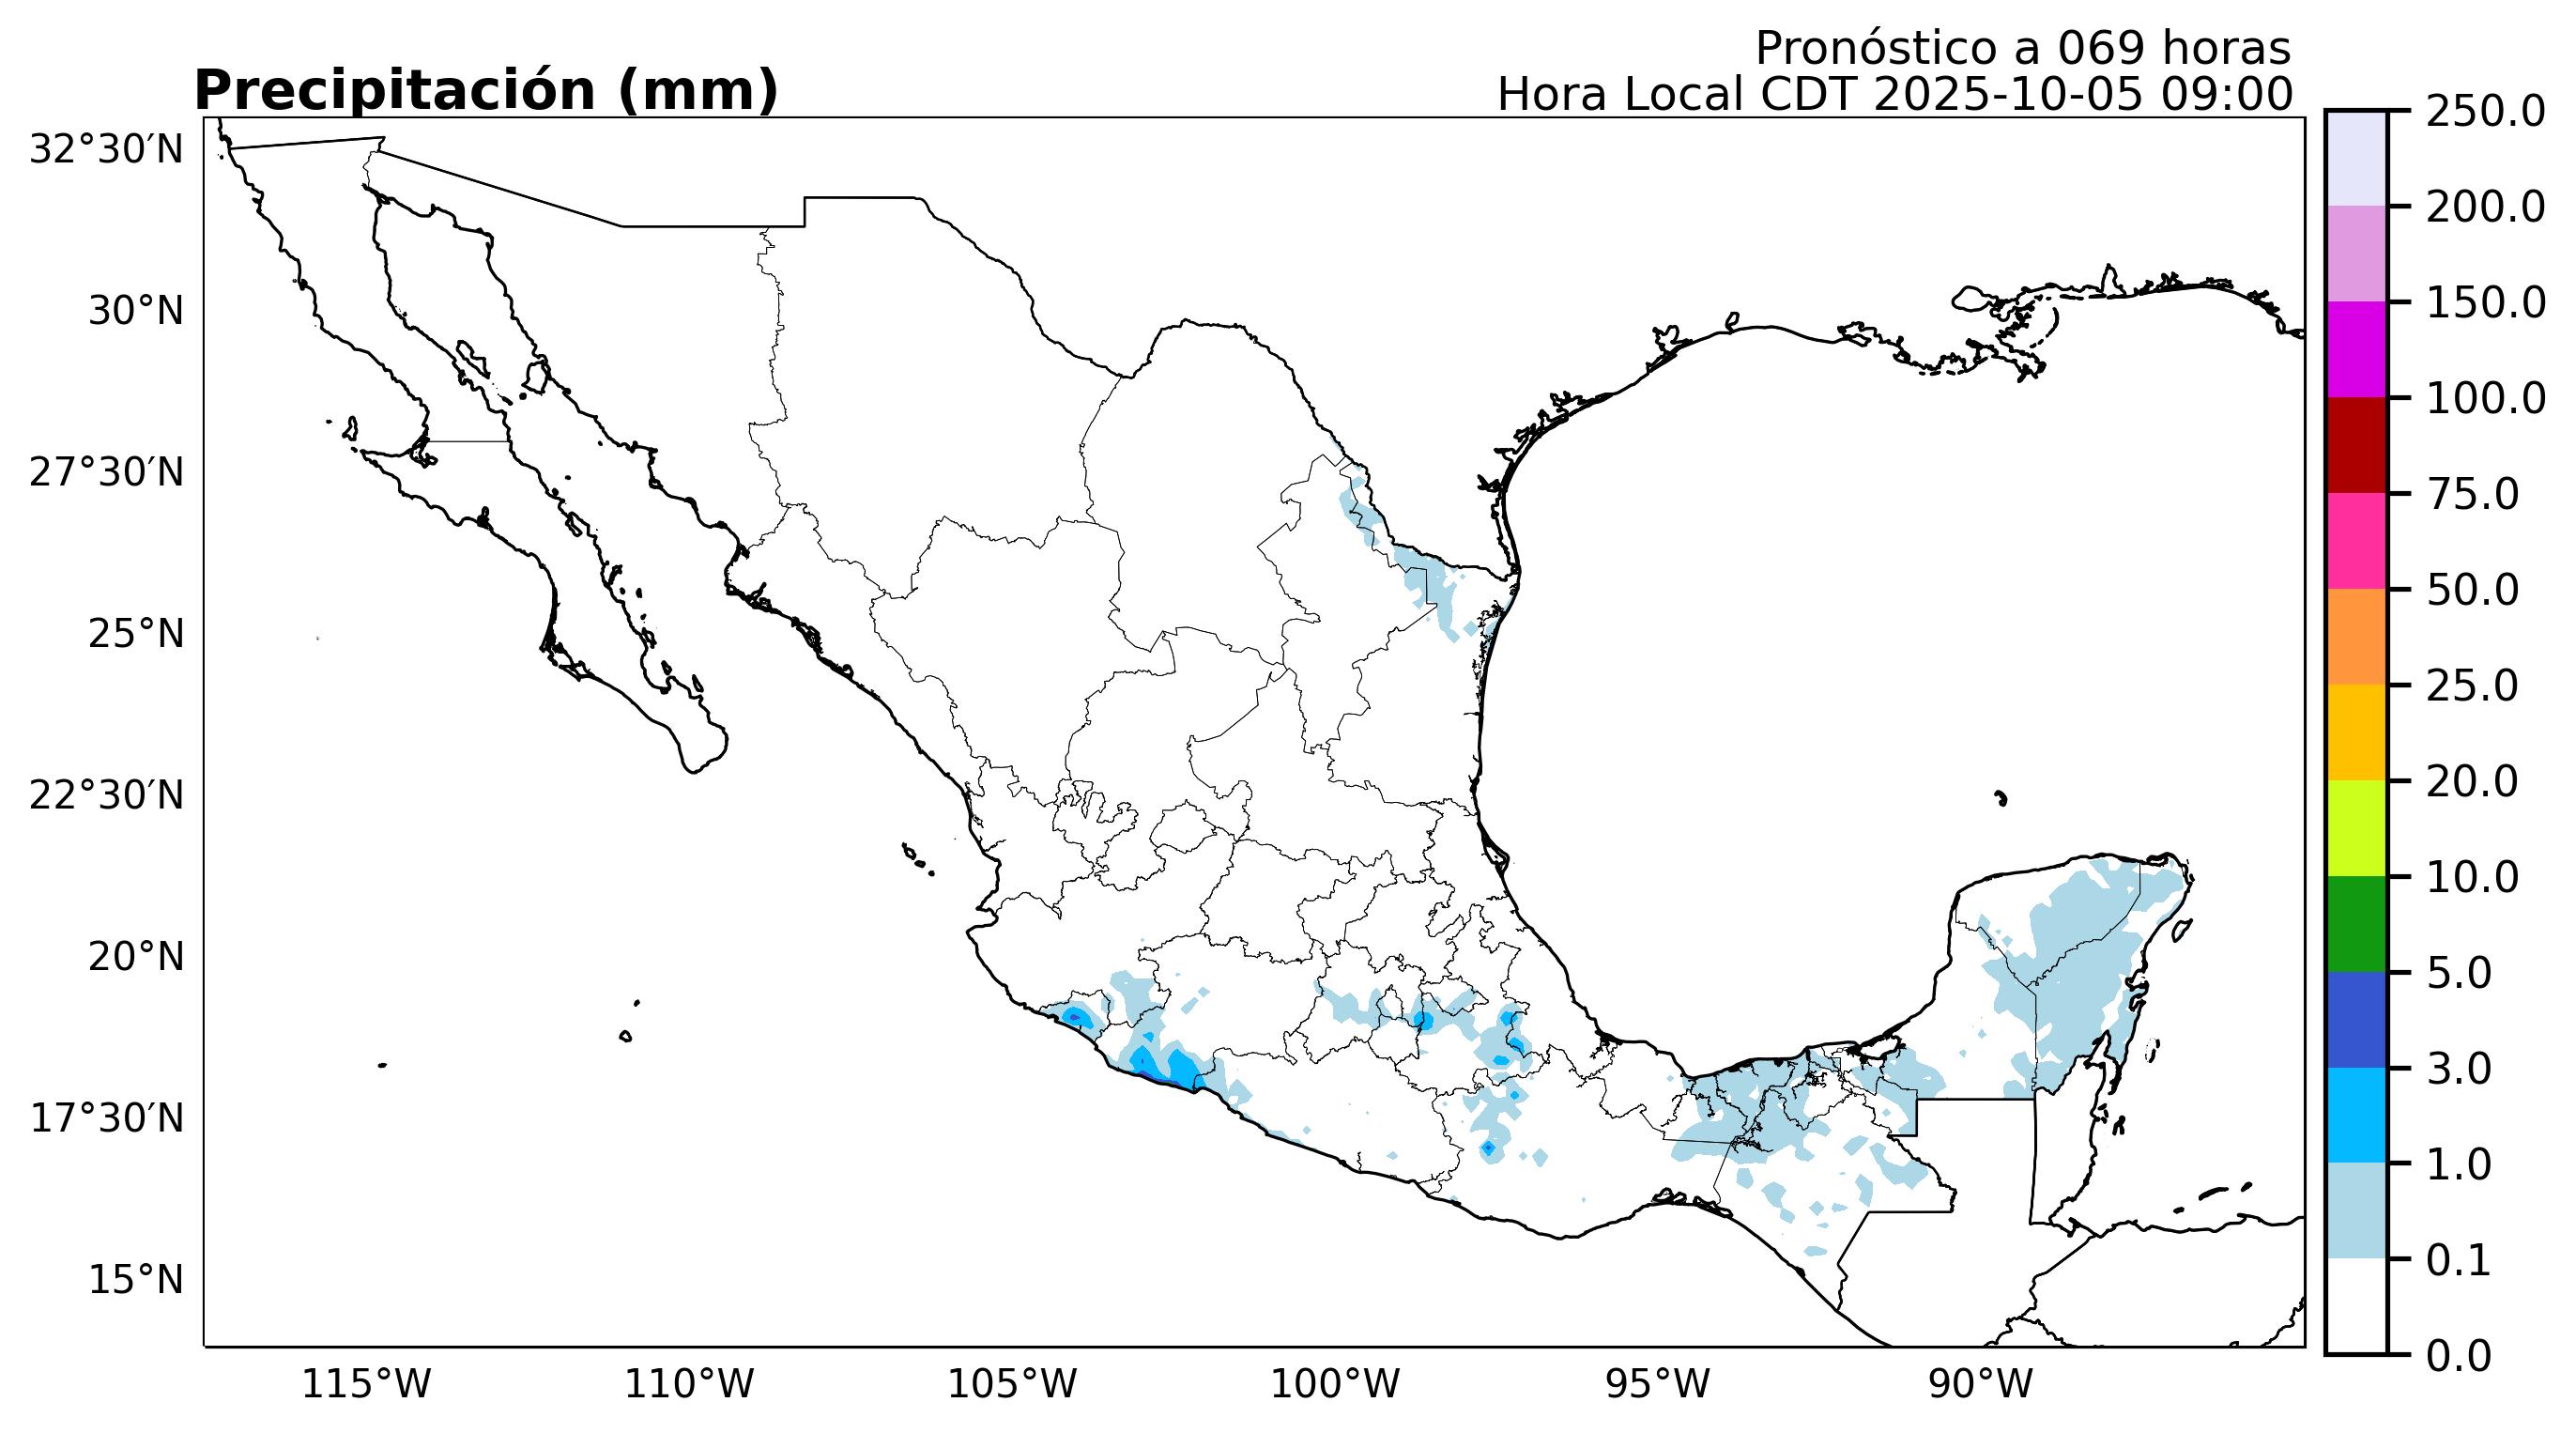 Pronóstico a 069 horas
Precipitación (mm)
Hora Local CDT 2025-10-05 09:00
32°30′N
30°N
27°30′N
25°N
22°30′N
20°N
17°30′N
15°N
115°W
110°W
105°W
100°W
95°W
90°W
250.0
200.0
150.0
100.0
75.0
50.0
25.0
20.0
10.0
5.0
3.0
1.0
0.1
0.0